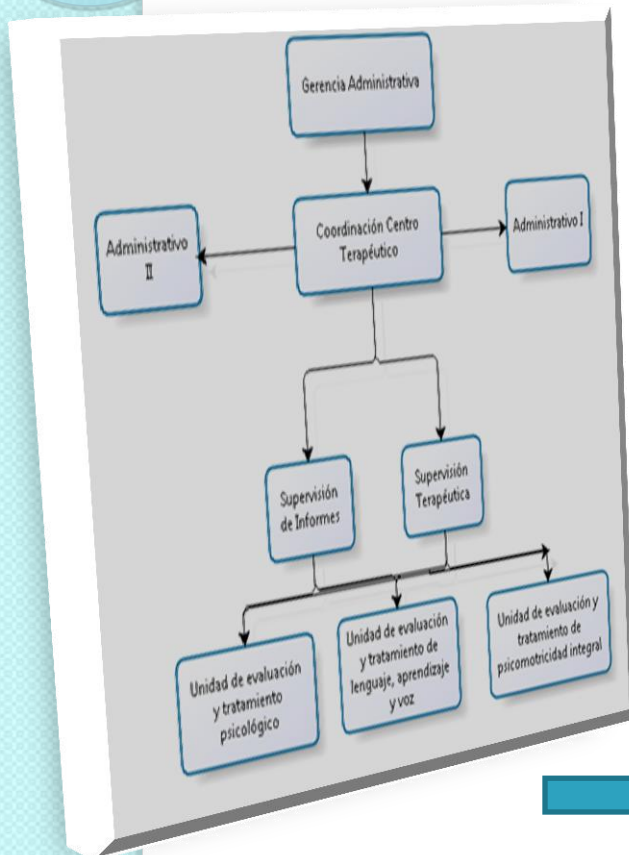 Gerencia Administrativa
Coordinación Centro
Terapéutico
Administrativo
II
Administrativo I
Supervisión
de Informes
Supervisión
Terapéutica
Unidad de evaluación
y tratamiento
psicológico
Unidad de evaluación
y tratamiento de
lenguaje, aprendizaje
y voz
Unidad de evaluación y
tratamiento de
psicomotricidad integral